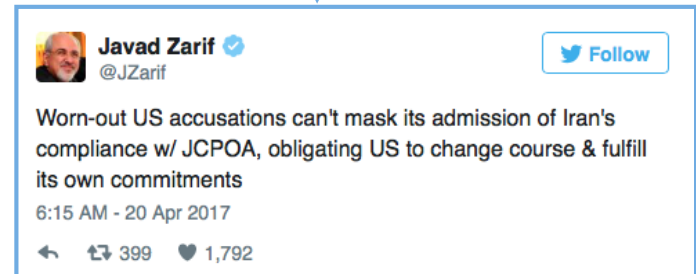 Javad Zarif
Follow
@JZarif
Worn-out US accusations can't mask its admission of Iran's
compliance w/ JCPOA, obligating US to change course & fulfill
its own commitments
6:15 AM - 20 Apr 2017
399 1,792